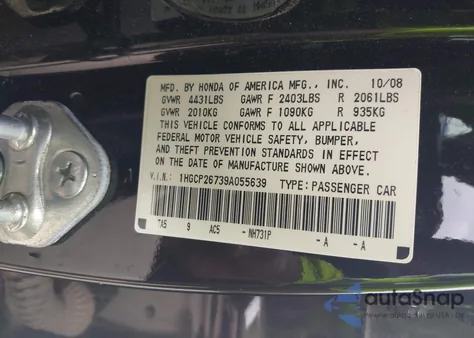 MFD. BY HONDA OF AMERICA MFG., INC. 10/08
GVWR 4431LBS GAWR F 2403LBS R 2061LBS
GVWR 2010KG GAWR F 1090KG R 935KG
THIS VEHICLE CONFORMS TO ALL APPLICABLE
FEDERAL MOTOR VEHICLE SAFETY, BUMPER,
AND THEFT PREVENTION STANDARDS IN EFFECT
ON THE DATE OF MANUFACTURE SHOWN ABOVE.
V.I.N.: 1HGCP26739A055639 TYPE: PASSENGER CAR
TA5 9 AC5 - NH731P -A -A
autoSnap